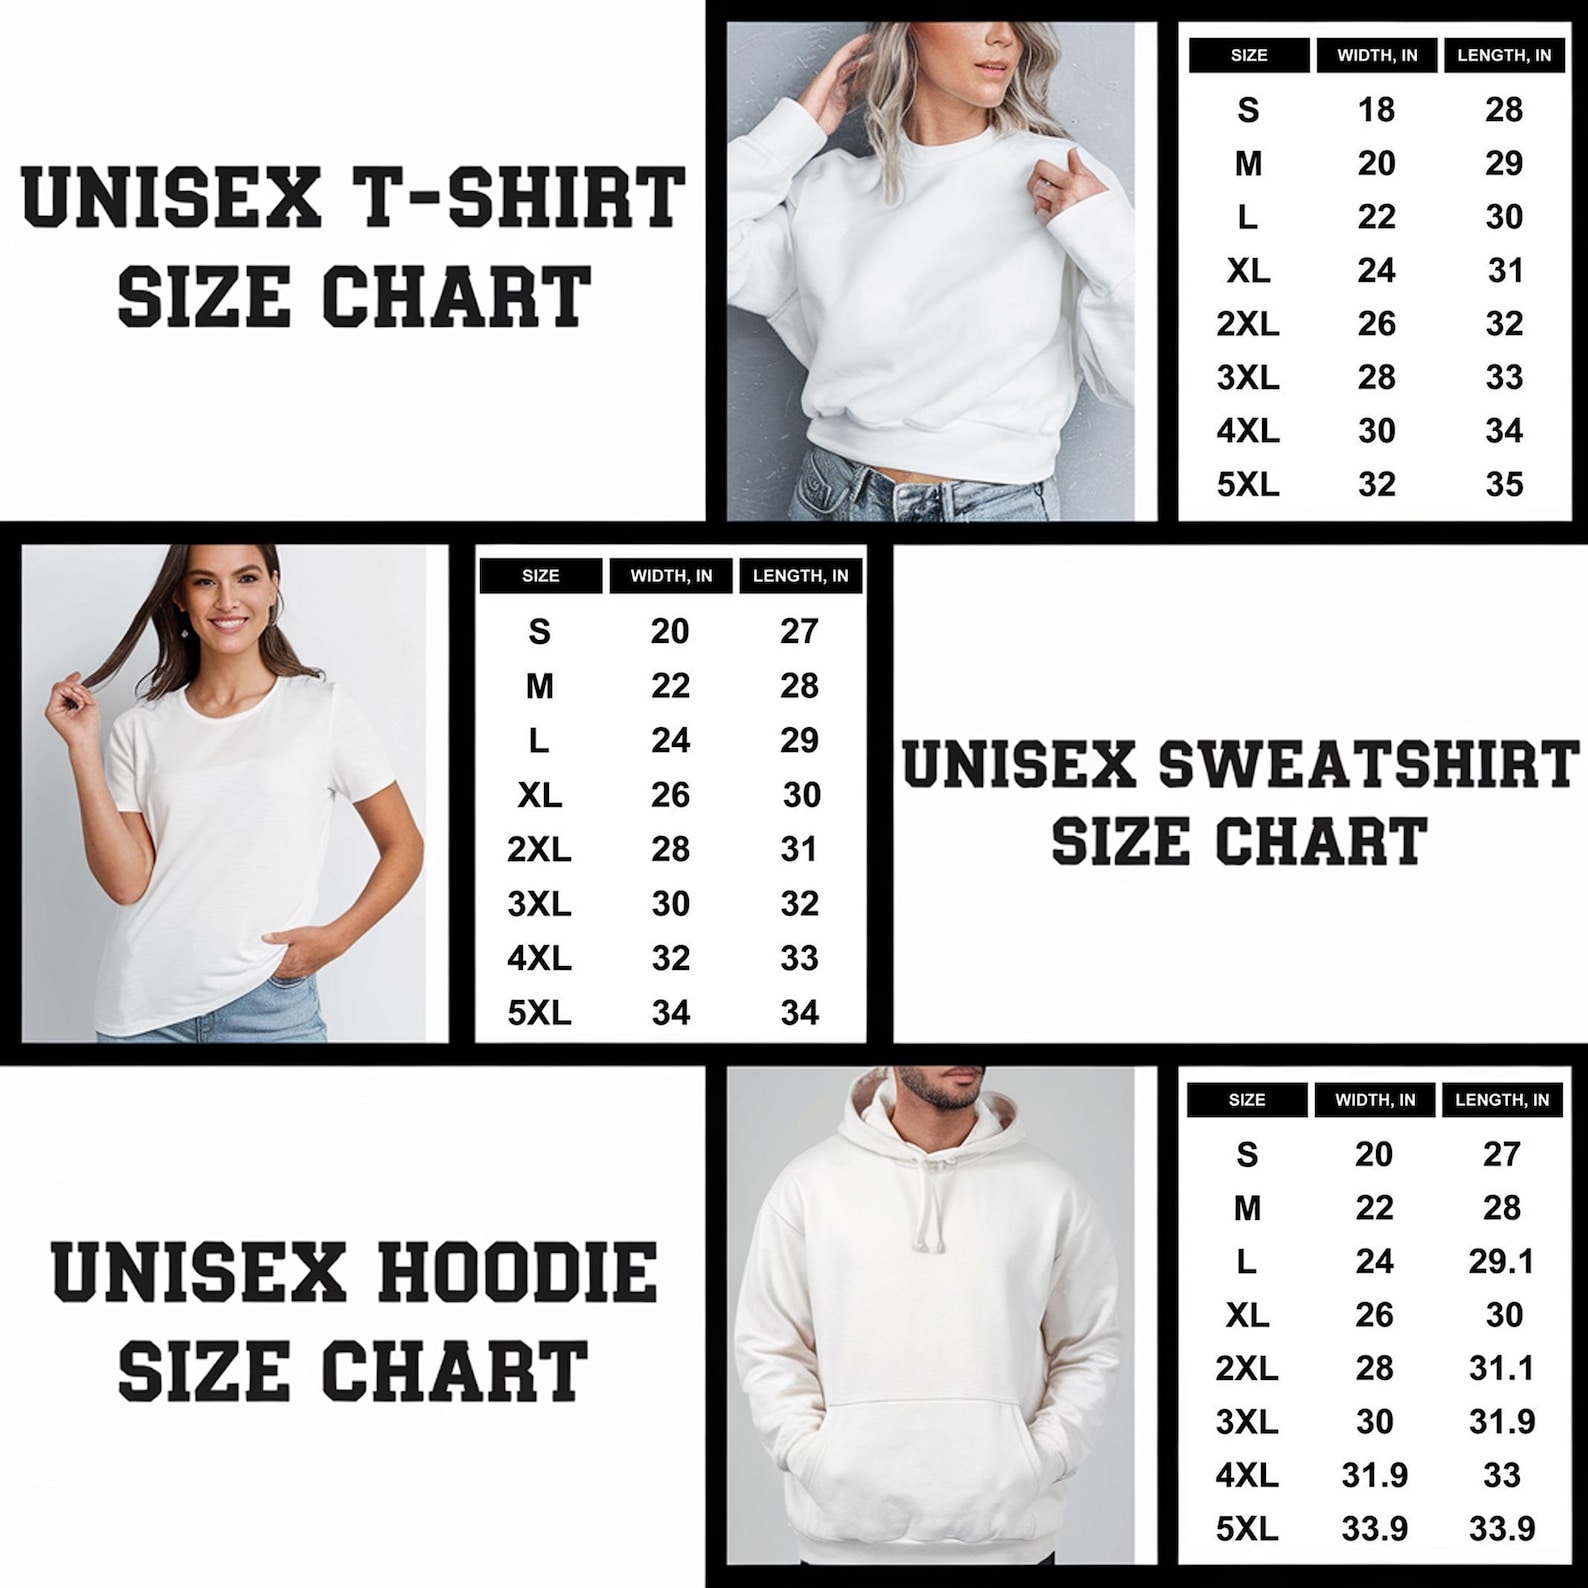 UNISEX T-SHIRT
SIZE CHART
SIZE WIDTH, IN LENGTH, IN
S 18 28
M 20 29
L 22 30
XL 24 31
2XL 26 32
3XL 28 33
4XL 30 34
5XL 32 35
SIZE WIDTH, IN LENGTH, IN
S 20 27
M 22 28
L 24 29
XL 26 30
2XL 28 31
3XL 30 32
4XL 32 33
5XL 34 34
UNISEX SWEATSHIRT
SIZE CHART
UNISEX HOODIE
SIZE CHART
SIZE WIDTH, IN LENGTH, IN
S 20 27
M 22 28
L 24 29.1
XL 26 30
2XL 28 31.1
3XL 30 31.9
4XL 31.9 33
5XL 33.9 33.9